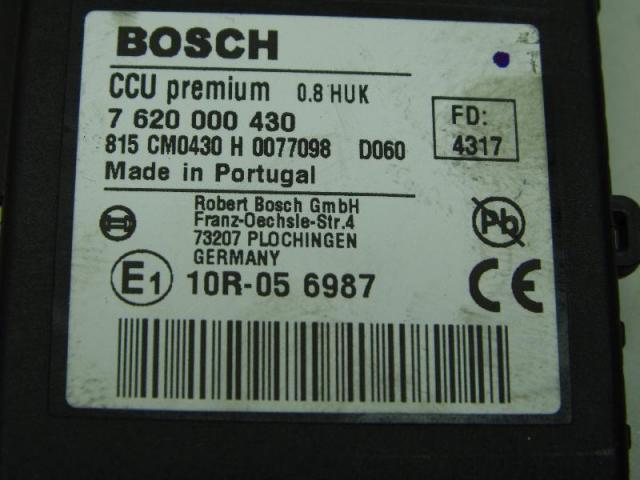 BOSCH
CCU premium 0.8 HUK
7 620 000 430
815 CM0430 H 0077098 D060
FD:
4317
Made in Portugal
Robert Bosch GmbH
Franz-Oechsle-Str.4
73207 PLOCHINGEN
GERMANY
Pb
E1 10R-05 6987
CE